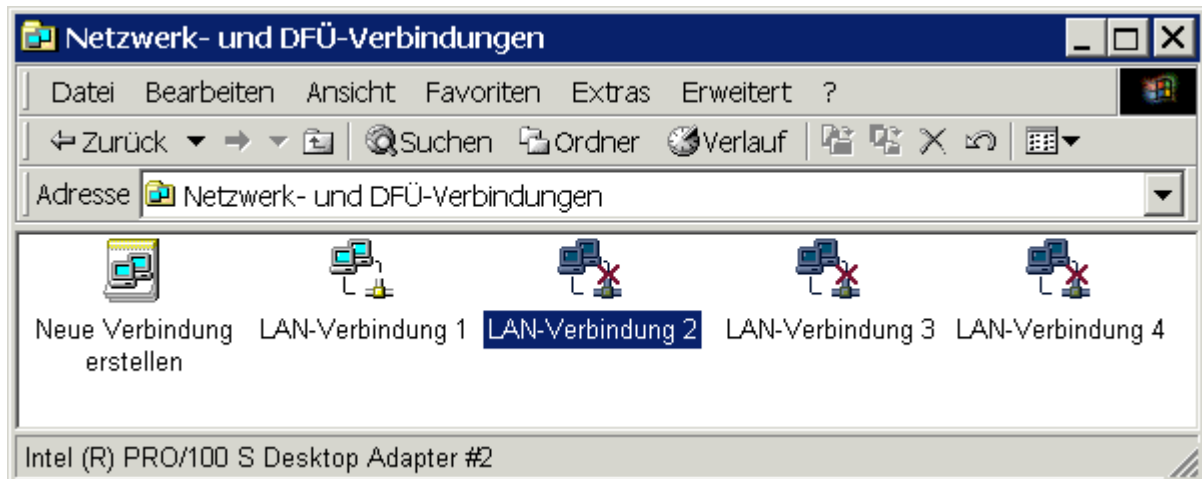 Netzwerk- und DFÜ-Verbindungen
Datei Bearbeiten Ansicht Favoriten Extras Erweitert ?
Zurück Suchen Ordner Verlauf
Adresse Netzwerk- und DFÜ-Verbindungen
Neue Verbindung erstellen
LAN-Verbindung 1
LAN-Verbindung 2
LAN-Verbindung 3
LAN-Verbindung 4
Intel (R) PRO/100 S Desktop Adapter #2